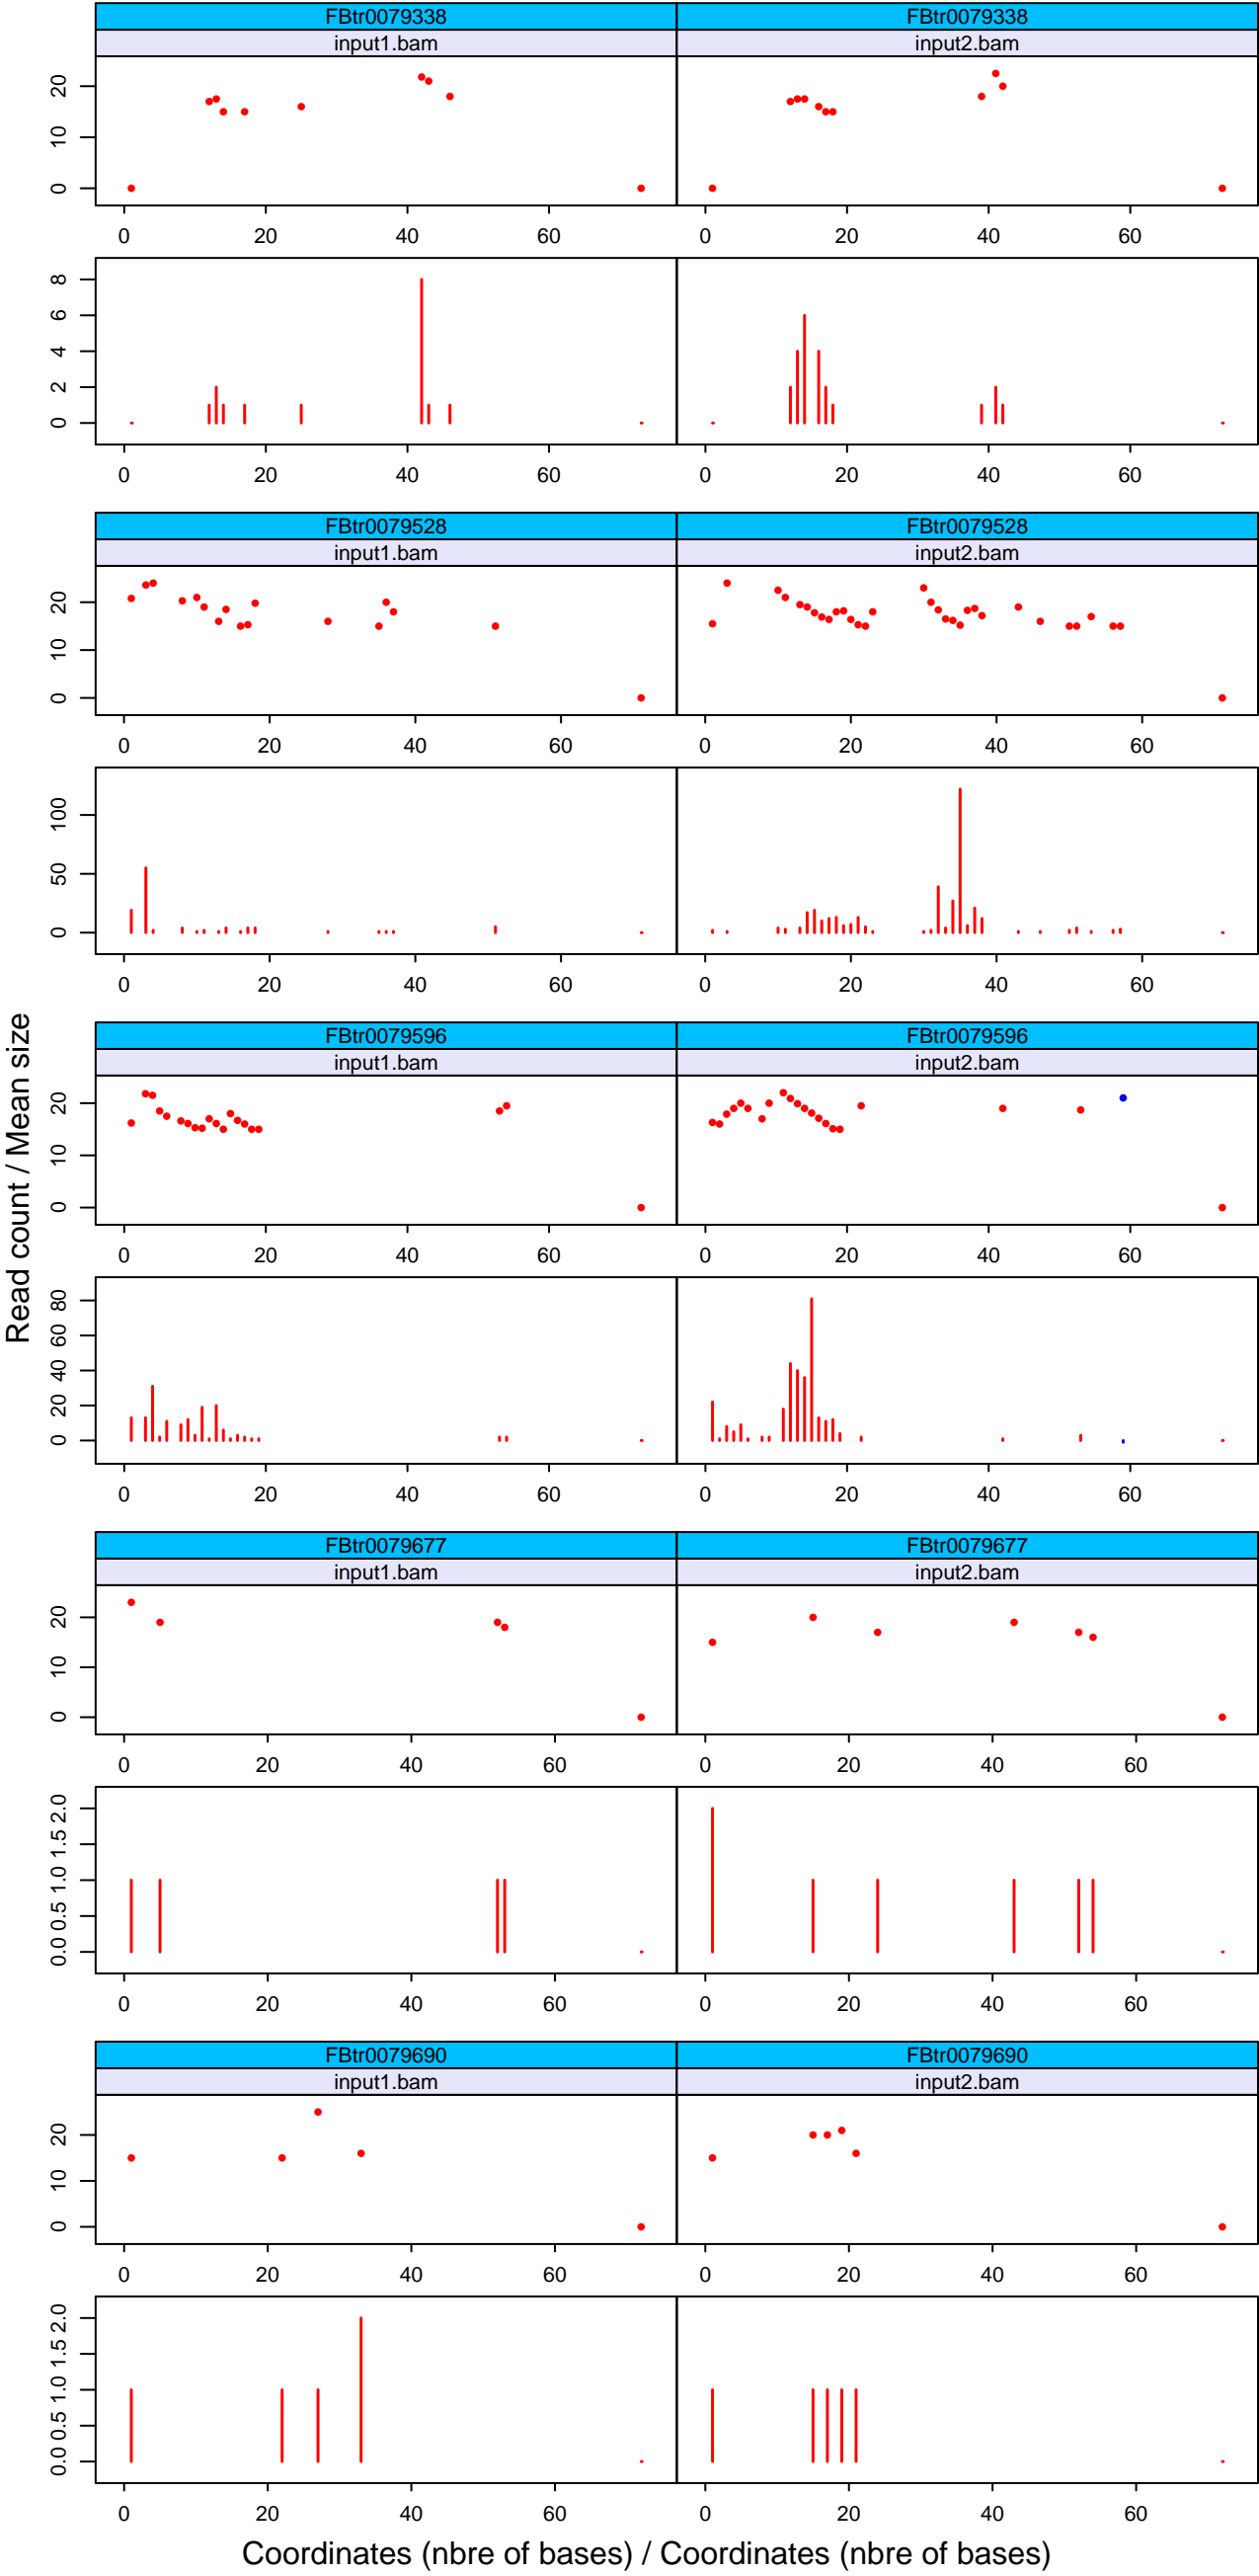 FBtr0079338 FBtr0079338
input1.bam input2.bam
0 10 20
0 20 40 60 0 20 40 60
0 2 4 6 8
0 20 40 60 0 20 40 60
FBtr0079528 FBtr0079528
input1.bam input2.bam
0 10 20
0 20 40 60 0 20 40 60
0 50 100
0 20 40 60 0 20 40 60
FBtr0079596 FBtr0079596
input1.bam input2.bam
0 10 20
0 20 40 60 0 20 40 60
0 20 40 60 80
0 20 40 60 0 20 40 60
FBtr0079677 FBtr0079677
input1.bam input2.bam
0 10 20
0 20 40 60 0 20 40 60
0.0 0.5 1.0 1.5 2.0
0 20 40 60 0 20 40 60
FBtr0079690 FBtr0079690
input1.bam input2.bam
0 10 20
0 20 40 60 0 20 40 60
0.0 0.5 1.0 1.5 2.0
0 20 40 60 0 20 40 60
Read count / Mean size
Coordinates (nbre of bases) / Coordinates (nbre of bases)